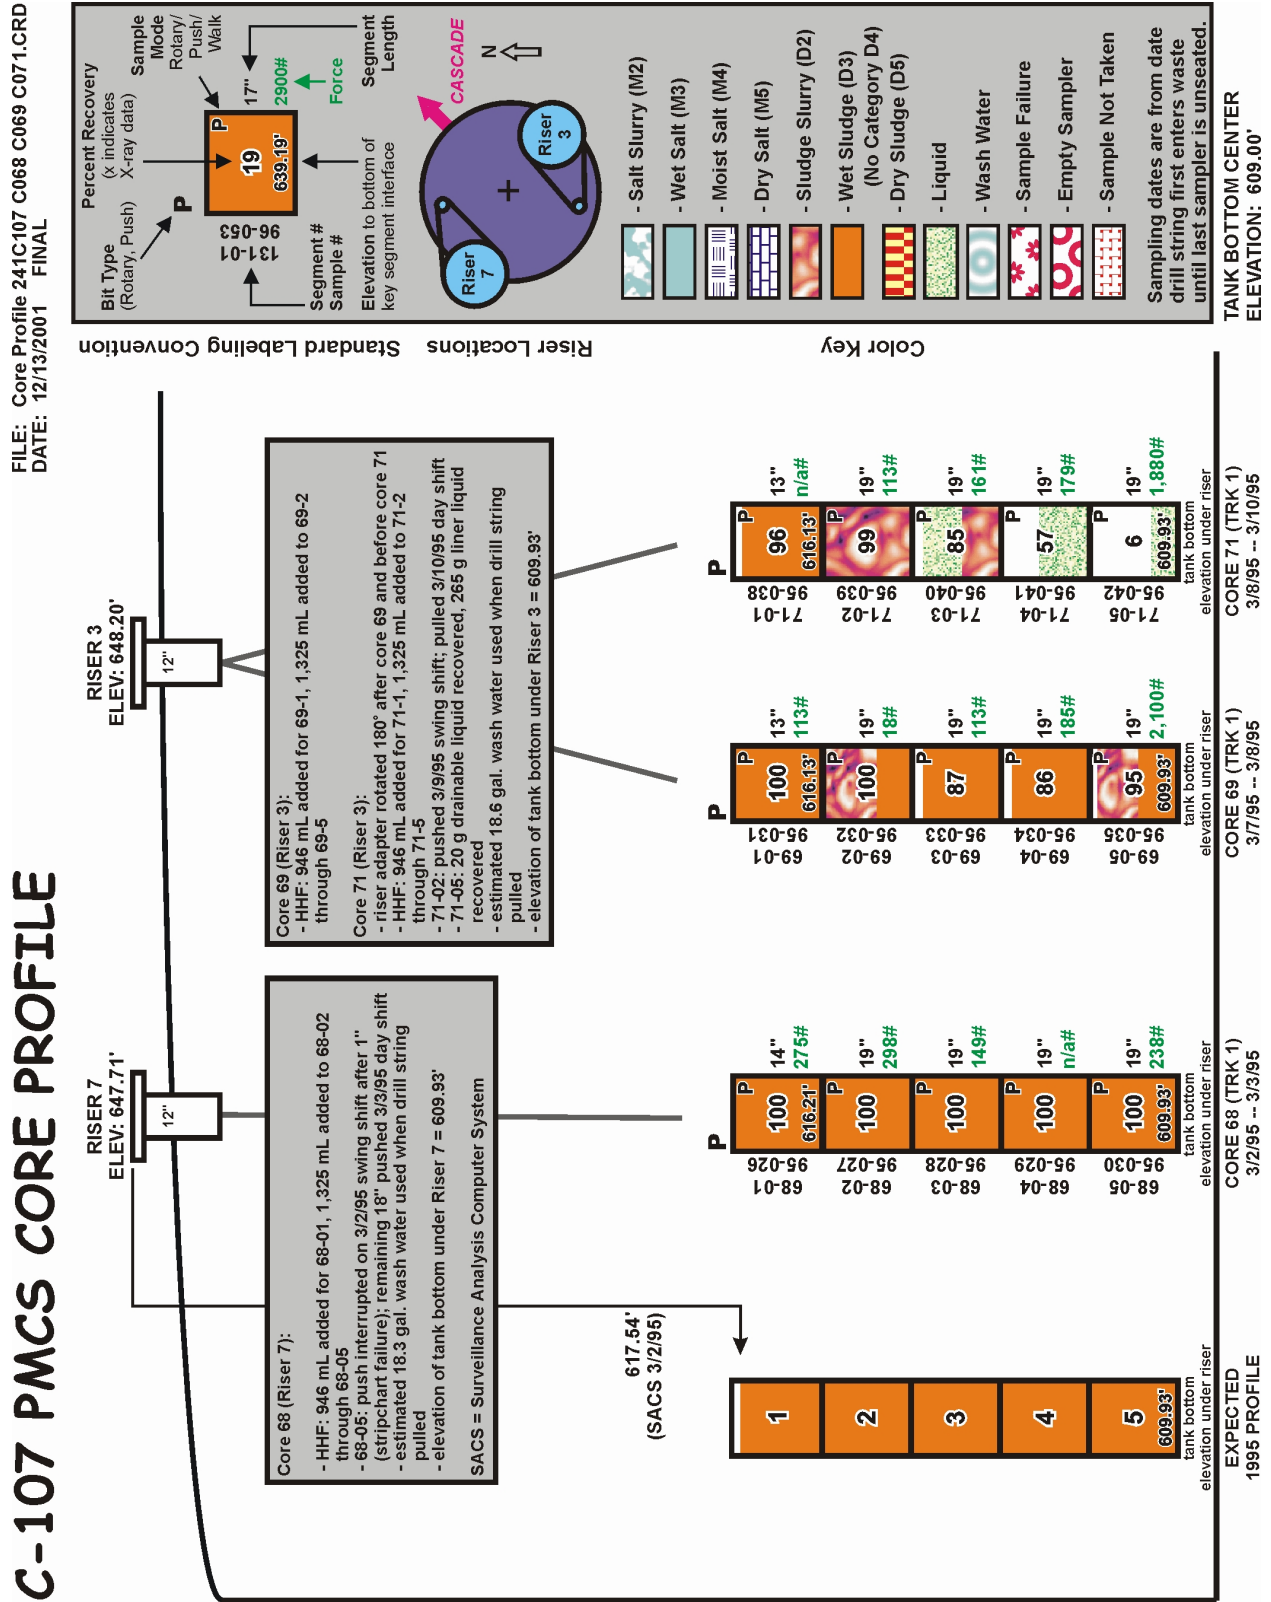 C-107 PMCS CORE PROFILE
FILE: Core Profile 241C107 C068 C069 C071.CRD
DATE: 12/13/2001 FINAL
RISER 7
ELEV: 647.71'
12"
RISER 3
ELEV: 648.20'
12"
Core 68 (Riser 7):
- HHF: 946 mL added for 68-01, 1,325 mL added to 68-02
through 68-05
- 68-05: push interrupted on 3/2/95 swing shift after 1"
(stripchart failure); remaining 18" pushed 3/3/95 day shift
- estimated 18.3 gal. wash water used when drill string
pulled
- elevation of tank bottom under Riser 7 = 609.93'
SACS = Surveillance Analysis Computer System
Core 69 (Riser 3):
- HHF: 946 mL added for 69-1, 1,325 mL added to 69-2
through 69-5
Core 71 (Riser 3):
- riser adapter rotated 180° after core 69 and before core 71
- HHF: 946 mL added for 71-1, 1,325 mL added to 71-2
through 71-5
- 71-02: pushed 3/9/95 swing shift; pulled 3/10/95 day shift
- 71-05: 20 g drainable liquid recovered, 265 g liner liquid
recovered
- estimated 18.6 gal. wash water used when drill string
pulled
- elevation of tank bottom under Riser 3 = 609.93'
617.54'
(SACS 3/2/95)
1
2
3
4
5
609.93'
tank bottom
elevation under riser
EXPECTED
1995 PROFILE
P
68-01
95-026
P
100
616.21'
14"
275#
68-02
95-027
P
100
19"
298#
68-03
95-028
P
100
19"
149#
68-04
95-029
P
100
19"
n/a#
68-05
95-030
P
100
609.93'
19"
238#
tank bottom
elevation under riser
CORE 68 (TRK 1)
3/2/95 -- 3/3/95
P
69-01
95-031
P
100
616.13'
13"
113#
69-02
95-032
P
100
19"
18#
69-03
95-033
P
87
19"
113#
69-04
95-034
P
86
19"
185#
69-05
95-035
P
95
609.93'
19"
2,100#
tank bottom
elevation under riser
CORE 69 (TRK 1)
3/7/95 -- 3/8/95
P
71-01
95-038
P
96
616.13'
13"
n/a#
71-02
95-039
P
99
19"
113#
71-03
95-040
P
85
19"
161#
71-04
95-041
P
57
19"
179#
71-05
95-042
P
6
609.93'
19"
1,880#
tank bottom
elevation under riser
CORE 71 (TRK 1)
3/8/95 -- 3/10/95
Standard Labeling Convention
Bit Type
(Rotary, Push)
Percent Recovery
(x indicates
X-ray data)
Sample
Mode
Rotary/
Push/
Walk
P
131-01
96-053
P
19
639.19'
17"
2900#
Force
Segment
Length
Segment #
Sample #
Elevation to bottom of
key segment interface
Riser Locations
Riser
7
Riser
3
CASCADE
N
Color Key
- Salt Slurry (M2)
- Wet Salt (M3)
- Moist Salt (M4)
- Dry Salt (M5)
- Sludge Slurry (D2)
- Wet Sludge (D3)
(No Category D4)
- Dry Sludge (D5)
- Liquid
- Wash Water
- Sample Failure
- Empty Sampler
- Sample Not Taken
Sampling dates are from date
drill string first enters waste
until last sampler is unseated.
TANK BOTTOM CENTER
ELEVATION: 609.00'